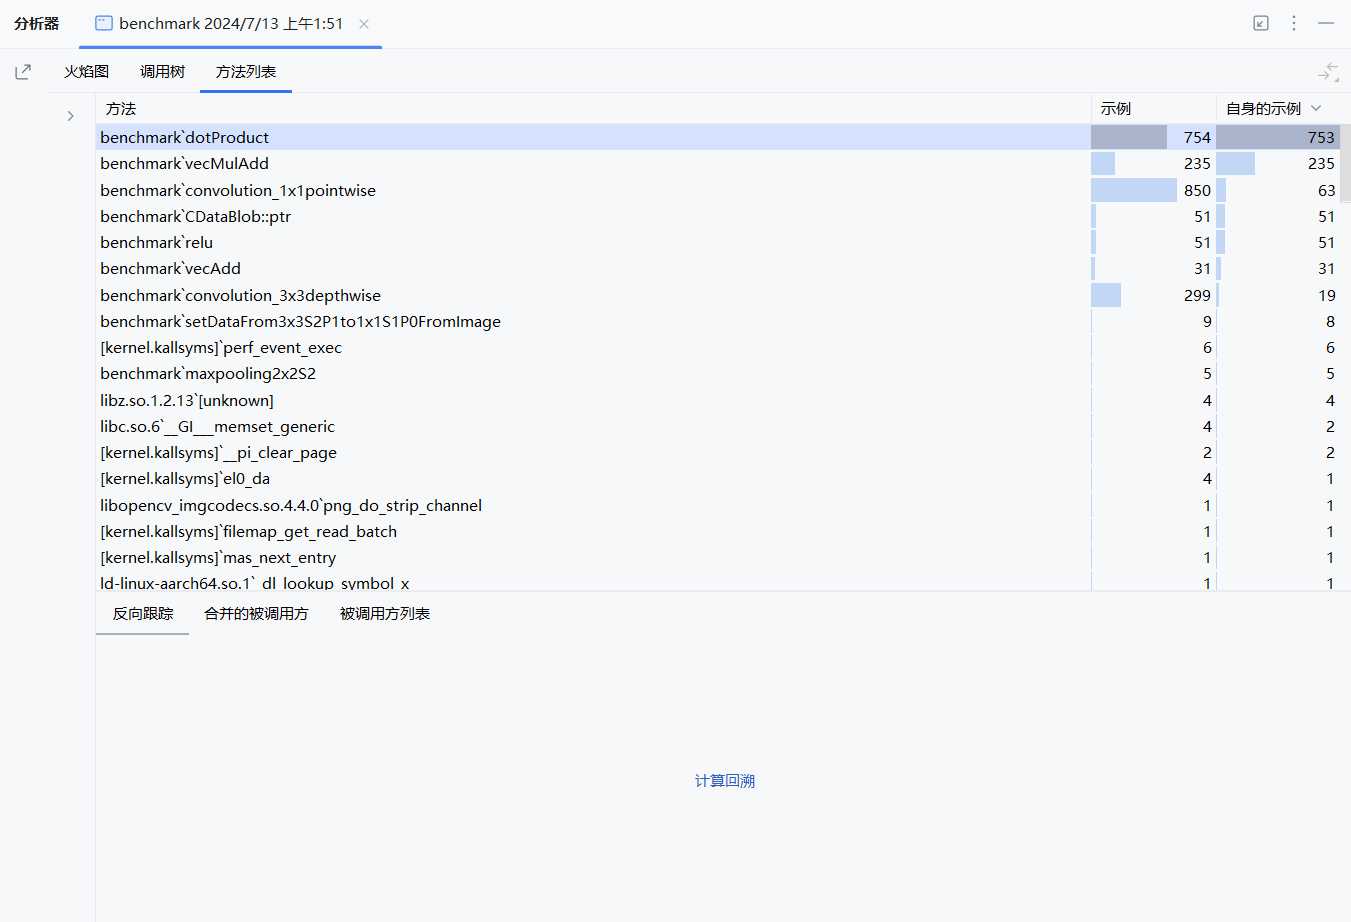 分析器 benchmark 2024/7/13 上午1:51
火焰图 调用树 方法列表
方法 示例 自身的示例
benchmark`dotProduct 754 753
benchmark`vecMulAdd 235 235
benchmark`convolution_1x1pointwise 850 63
benchmark`CDataBlob::ptr 51 51
benchmark`relu 51 51
benchmark`vecAdd 31 31
benchmark`convolution_3x3depthwise 299 19
benchmark`setDataFrom3x3S2P1to1x1S1P0FromImage 9 8
[kernel.kallsyms]`perf_event_exec 6 6
benchmark`maxpooling2x2S2 5 5
libz.so.1.2.13`[unknown] 4 4
libc.so.6`__GI___memset_generic 4 2
[kernel.kallsyms]`__pi_clear_page 2 2
[kernel.kallsyms]`el0_da 4 1
libopencv_imgcodecs.so.4.4.0`png_do_strip_channel 1 1
[kernel.kallsyms]`filemap_get_read_batch 1 1
[kernel.kallsyms]`mas_next_entry 1 1
ld-linux-aarch64.so.1`_dl_lookup_symbol_x 1 1
反向跟踪 合并的被调用方 被调用方列表
计算回溯